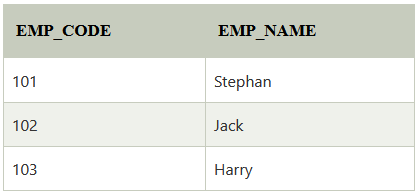 EMP_CODE EMP_NAME
101 Stephan
102 Jack
103 Harry